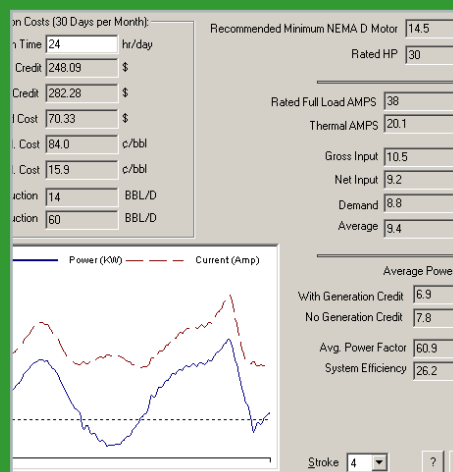 on Costs (30 Days per Month):
Time 24 hr/day
Credit 248.09 $
Credit 282.28 $
Cost 70.33 $
. Cost 84.0 ¢/bbl
. Cost 15.9 ¢/bbl
uction 14 BBL/D
uction 60 BBL/D
Power (KW) Current (Amp)
Recommended Minimum NEMA D Motor 14.5
Rated HP 30
Rated Full Load AMPS 38
Thermal AMPS 20.1
Gross Input 10.5
Net Input 9.2
Demand 8.8
Average 9.4
Average Powe
With Generation Credit 6.9
No Generation Credit 7.8
Avg. Power Factor 60.9
System Efficiency 26.2
Stroke 4 ?